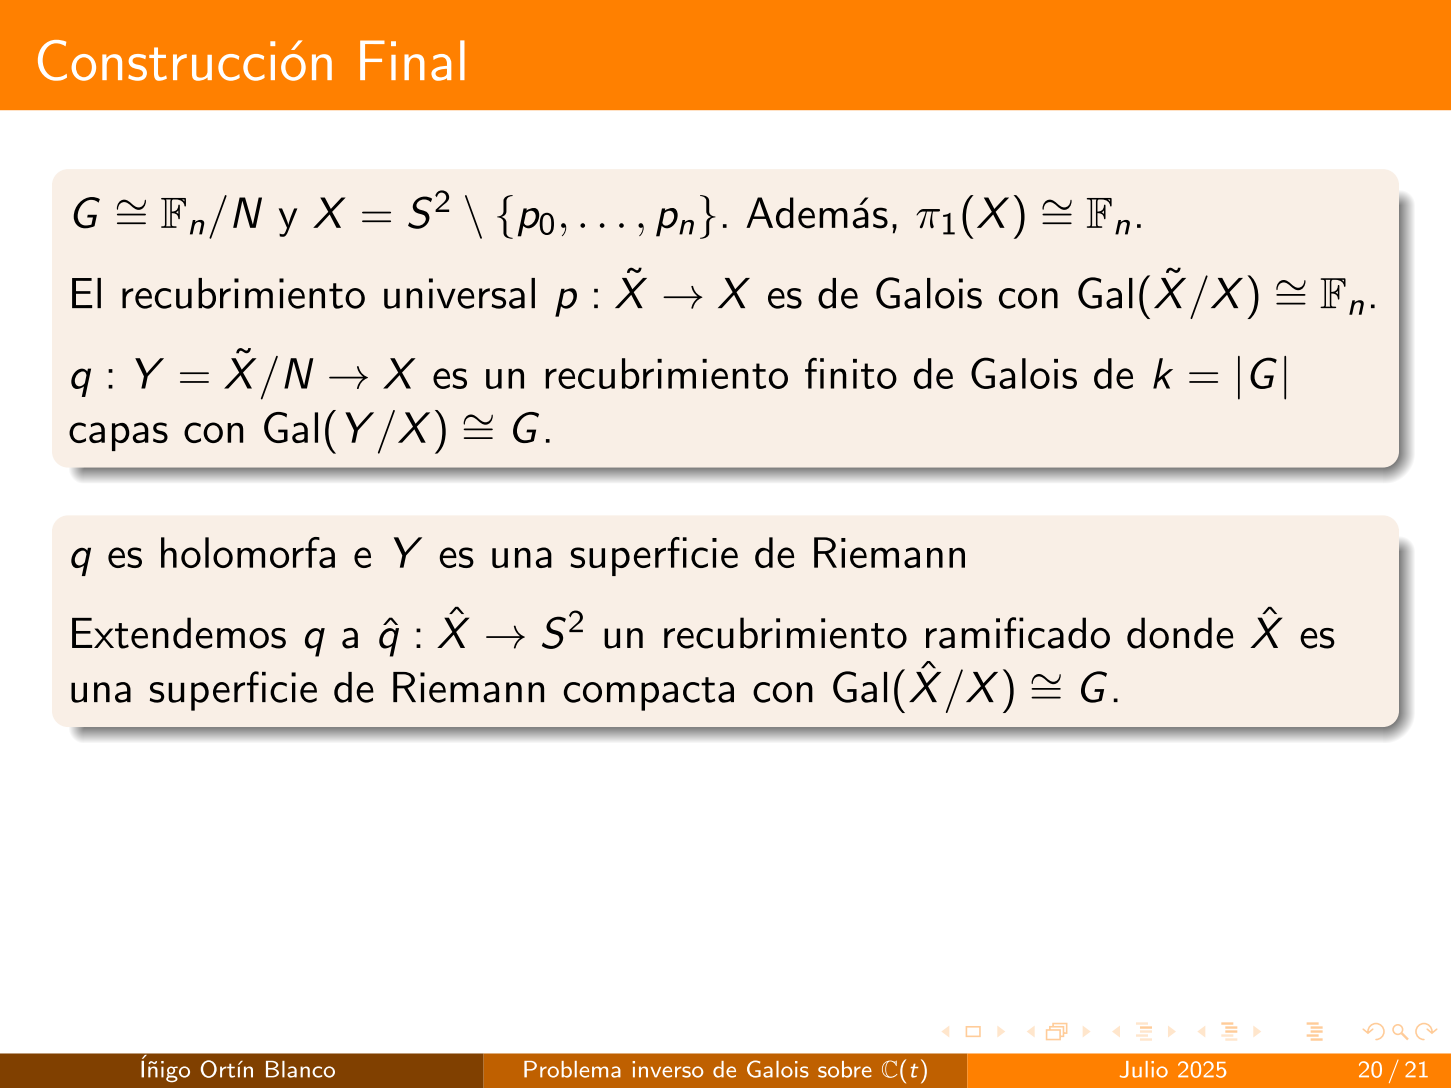 Construcción Final
G ≅ 𝔽ₙ/N y X = S² \ {p₀, . . . , pₙ}. Además, π₁(X) ≅ 𝔽ₙ.
El recubrimiento universal p : X̃ → X es de Galois con Gal(X̃/X) ≅ 𝔽ₙ.
q : Y = X̃/N → X es un recubrimiento finito de Galois de k = |G|
capas con Gal(Y/X) ≅ G.
q es holomorfa e Y es una superficie de Riemann
Extendemos q a q̂ : X̂ → S² un recubrimiento ramificado donde X̂ es
una superficie de Riemann compacta con Gal(X̂/X) ≅ G.
Íñigo Ortín Blanco Problema inverso de Galois sobre ℂ(t) Julio 2025 20 / 21